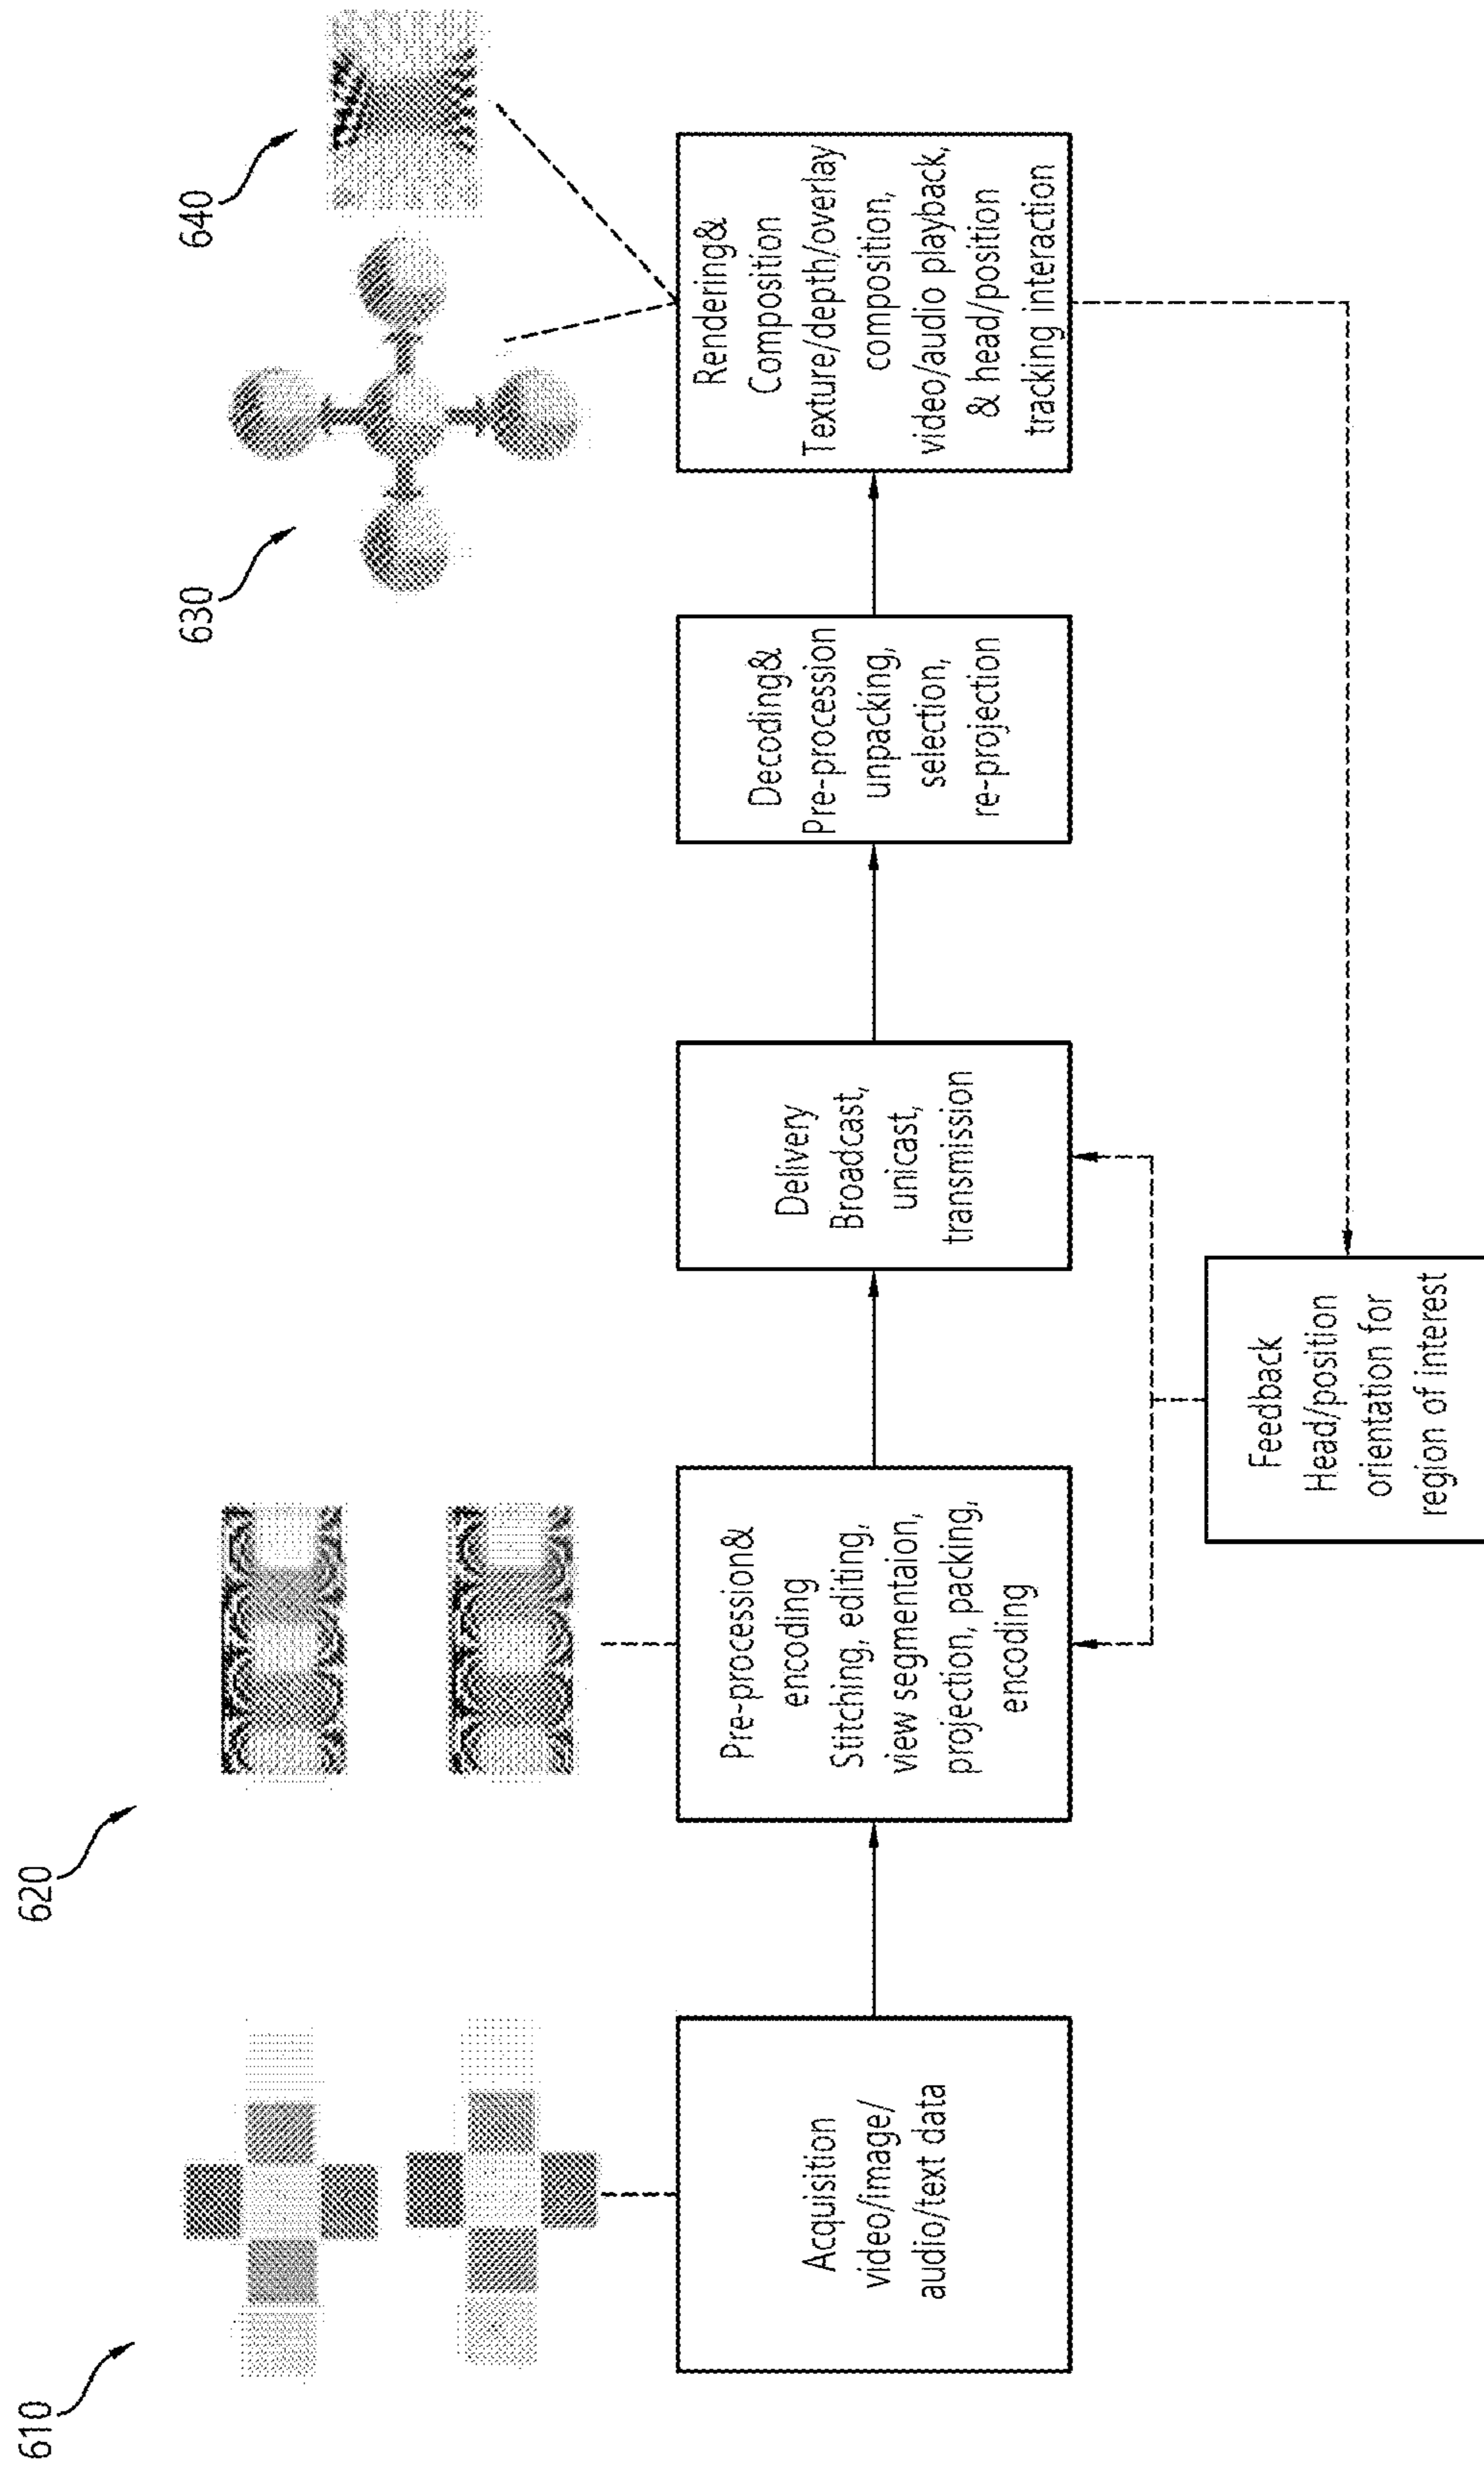 610
620
630
640
Acquisition
video/image/
audio/text data
Pre-procession&
encoding
Stitching, editing,
view segmentaion,
projection, packing,
encoding
Delivery
Broadcast,
unicast,
transmission
Decoding&
Pre-procession
unpacking,
selection,
re-projection
Rendering&
Composition
Texture/depth/overlay
composition,
video/audio playback,
& head/position
tracking interaction
Feedback
Head/position
orientation for
region of interest